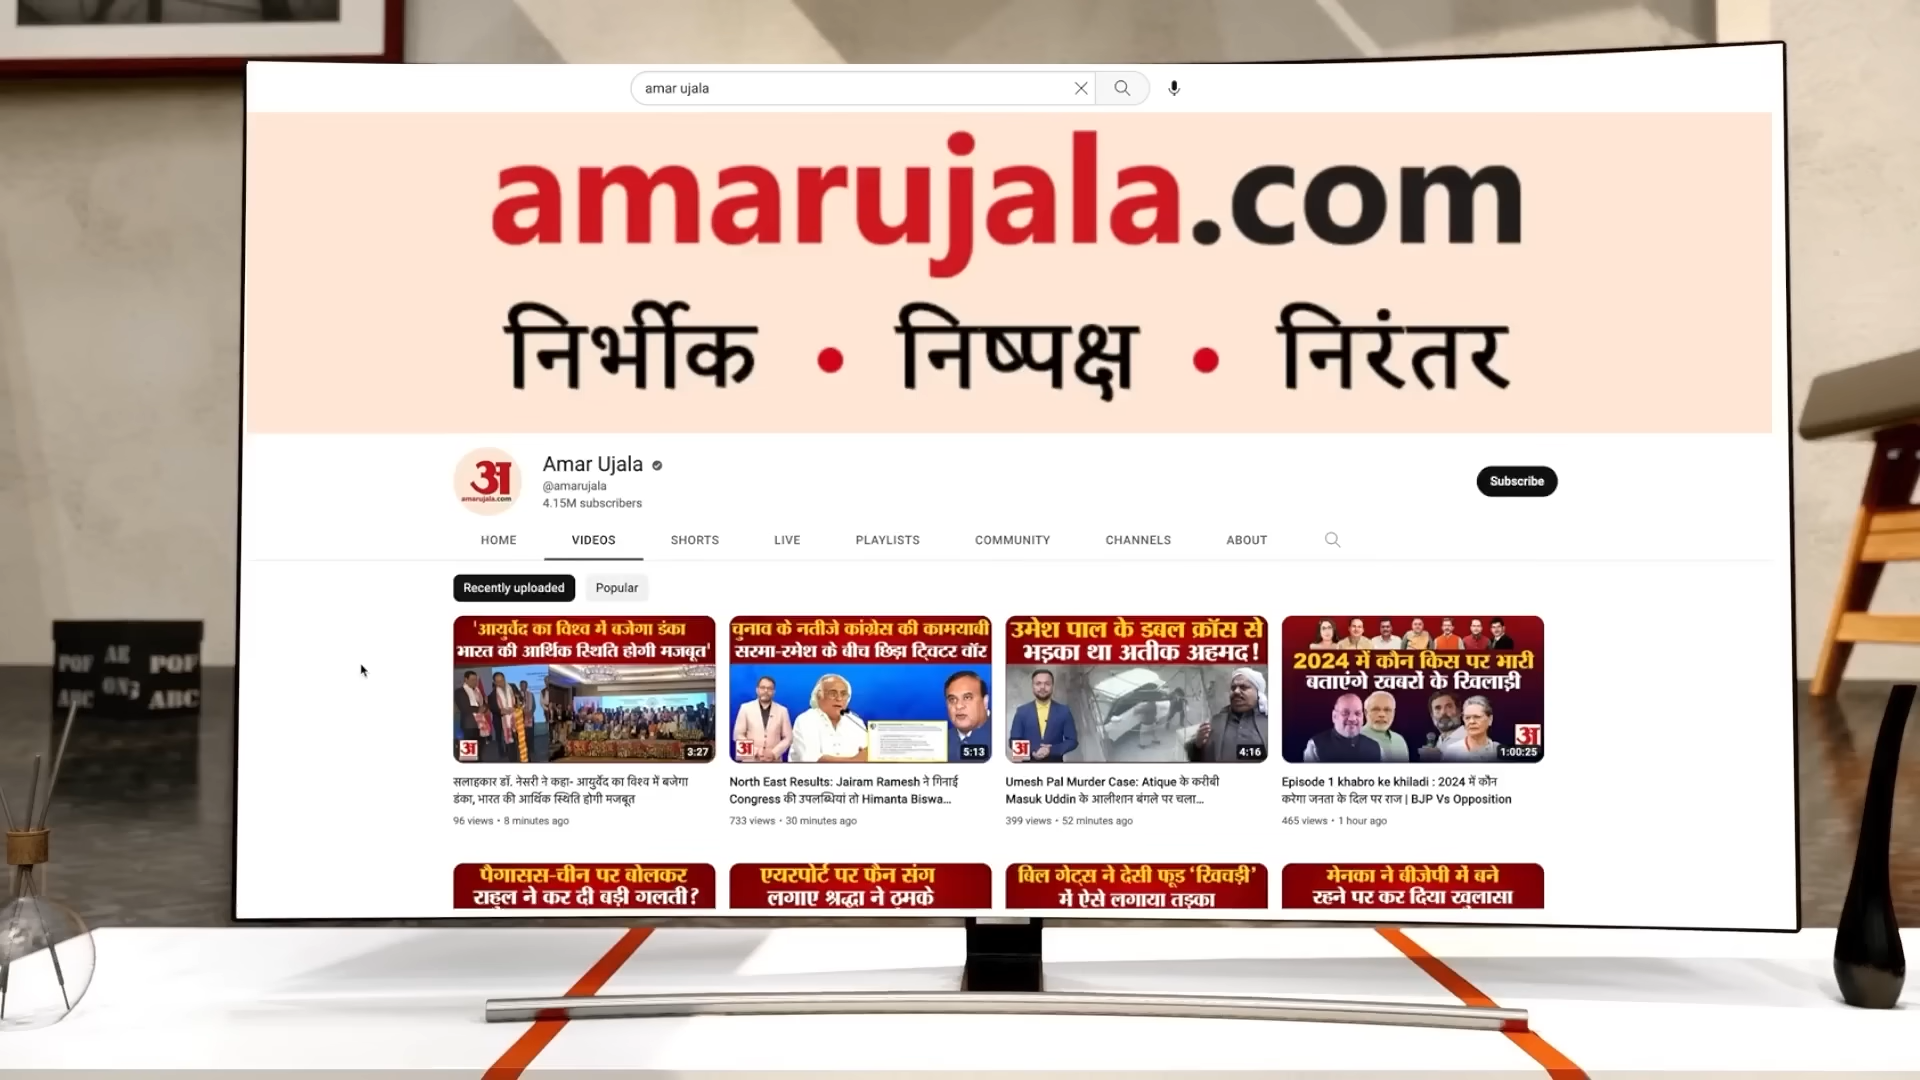 amar ujala
amarujala.com
निर्भीक • निष्पक्ष • निरंतर
अ
amarujala.com
Amar Ujala
@amarujala
4.15M subscribers
Subscribe
HOME VIDEOS SHORTS LIVE PLAYLISTS COMMUNITY CHANNELS ABOUT
Recently uploaded Popular
'आयुर्वेद का विश्व में बजेगा डंका
भारत की आर्थिक स्थिति होगी मजबूत'
अ
3:27
सलाहकार डॉ. नेसरी ने कहा- आयुर्वेद का विश्व में बजेगा
डंका, भारत की आर्थिक स्थिति होगी मजबूत
96 views • 8 minutes ago
चुनाव के नतीजे कांग्रेस की कामयाबी
सरमा-रमेश के बीच छिड़ा ट्विटर वॉर
अ
5:13
North East Results: Jairam Ramesh ने गिनाई
Congress की उपलब्धियां तो Himanta Biswa...
733 views • 30 minutes ago
उमेश पाल के डबल क्रॉस से
भड़का था अतीक अहमद!
अ
4:16
Umesh Pal Murder Case: Atique के करीबी
Masuk Uddin के आलीशान बंगले पर चला...
399 views • 52 minutes ago
2024 में कौन किस पर भारी
बताएंगे खबरों के खिलाड़ी
अ
1:00:25
Episode 1 khabro ke khiladi : 2024 में कौन
करेगा जनता के दिल पर राज | BJP Vs Opposition
465 views • 1 hour ago
पैगासस-चीन पर बोलकर
राहुल ने कर दी बड़ी गलती?
एयरपोर्ट पर फैन संग
लगाए श्रद्धा ने ठुमके
बिल गेट्स ने देसी फूड 'खिचड़ी'
में ऐसे लगाया तड़का
मेनका ने बीजेपी में बने
रहने पर कर दिया खुलासा
PQF AE PQF
ABC ABC